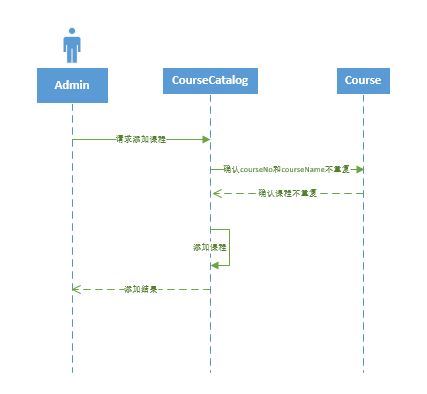 Admin
CourseCatalog
Course
请求添加课程
确认courseNo和courseName不重复
确认课程不重复
添加课程
添加结果